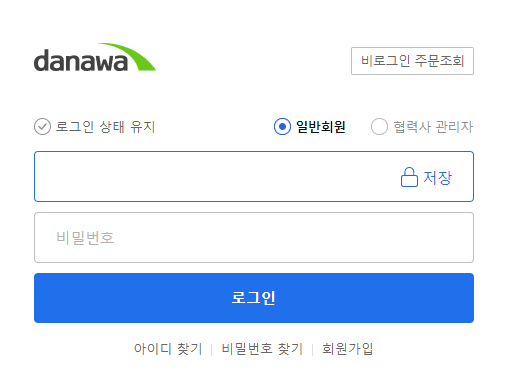 danawa
비로그인 주문조회
로그인 상태 유지 일반회원 협력사 관리자
저장
비밀번호
로그인
아이디 찾기 | 비밀번호 찾기 | 회원가입